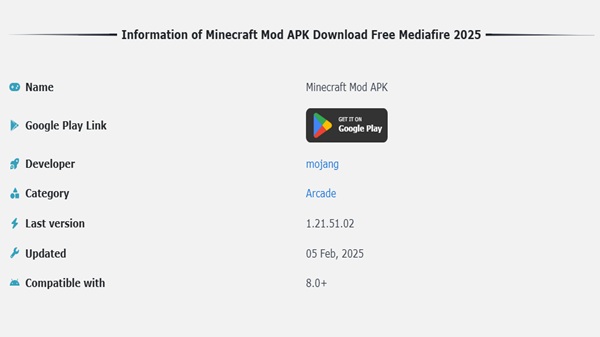 Information of Minecraft Mod APK Download Free Mediafire 2025
Name Minecraft Mod APK
Google Play Link GET IT ON
Google Play
Developer mojang
Category Arcade
Last version 1.21.51.02
Updated 05 Feb, 2025
Compatible with 8.0+